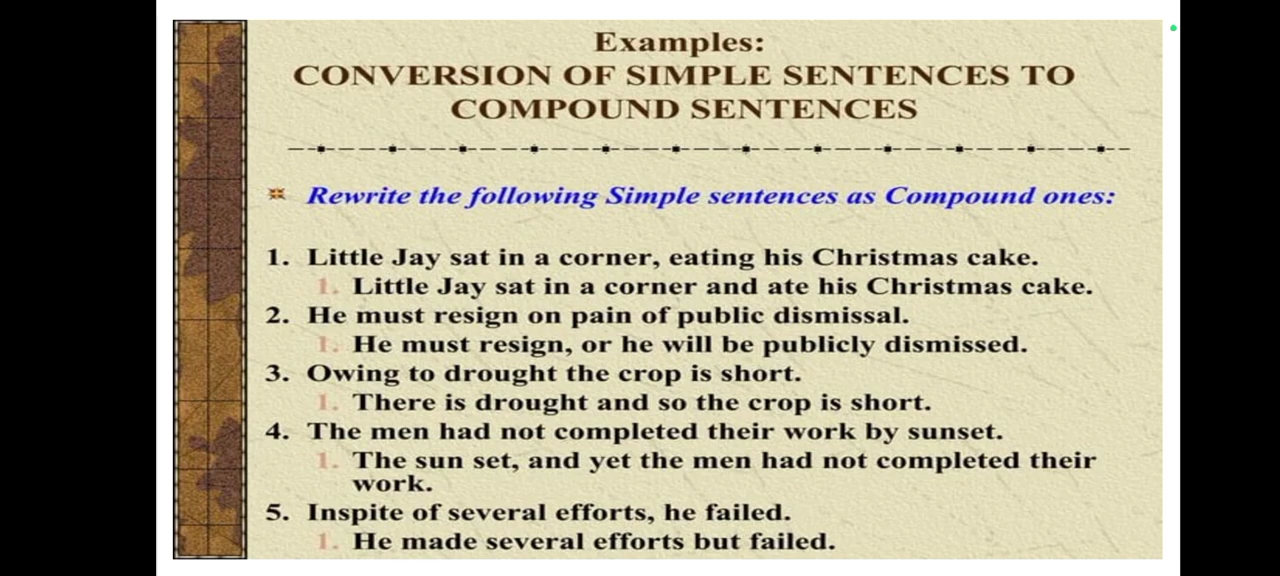 Examples:
CONVERSION OF SIMPLE SENTENCES TO
COMPOUND SENTENCES
Rewrite the following Simple sentences as Compound ones:
1. Little Jay sat in a corner, eating his Christmas cake.
1. Little Jay sat in a corner and ate his Christmas cake.
2. He must resign on pain of public dismissal.
1. He must resign, or he will be publicly dismissed.
3. Owing to drought the crop is short.
1. There is drought and so the crop is short.
4. The men had not completed their work by sunset.
1. The sun set, and yet the men had not completed their
work.
5. Inspite of several efforts, he failed.
1. He made several efforts but failed.